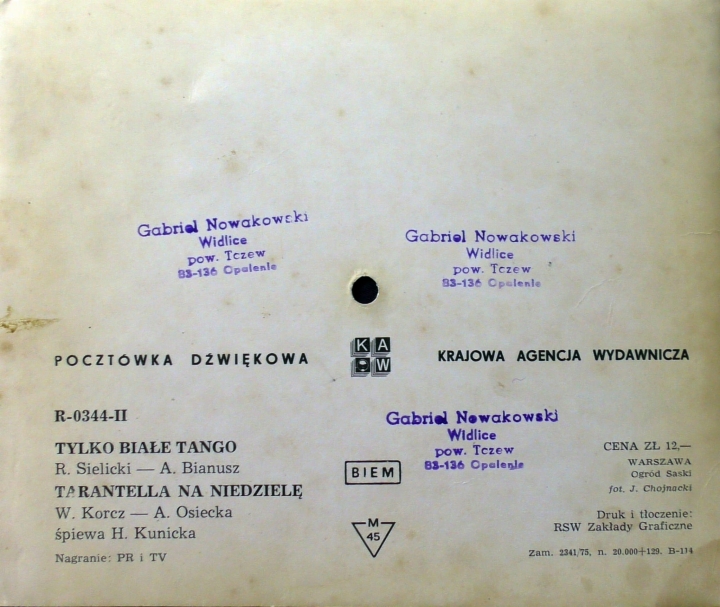 Gabriel Nowakowski
Widlice
pow. Tczew
83-136 Opalenie
Gabriel Nowakowski
Widlice
pow. Tczew
83-136 Opalenie
POCZTÓWKA DŹWIĘKOWA
KAW
KRAJOWA AGENCJA WYDAWNICZA
R-0344-II
TYLKO BIAŁE TANGO
R. Sielicki — A. Bianusz
TARANTELLA NA NIEDZIELĘ
W. Korcz — A. Osiecka
śpiewa H. Kunicka
Nagranie: PR i TV
Gabriel Nowakowski
Widlice
pow. Tczew
83-136 Opalenie
BIEM
M
45
CENA ZŁ 12,—
WARSZAWA
Ogród Saski
fot. J. Chojnacki
Druk i tłoczenie:
RSW Zakłady Graficzne
Zam. 2341/75, n. 20.000+129. B-114